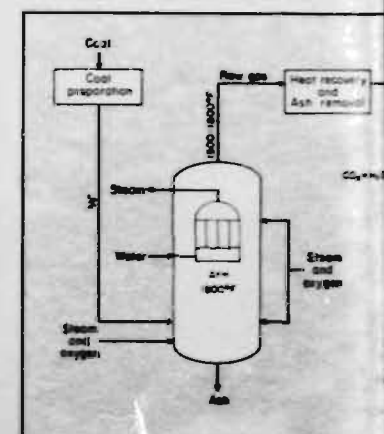 Coal
Coal
preparation
Raw gas
Heat recovery
and
Ash removal
Steam
Water
Steam
and
oxygen
Steam
and
oxygen
Ash